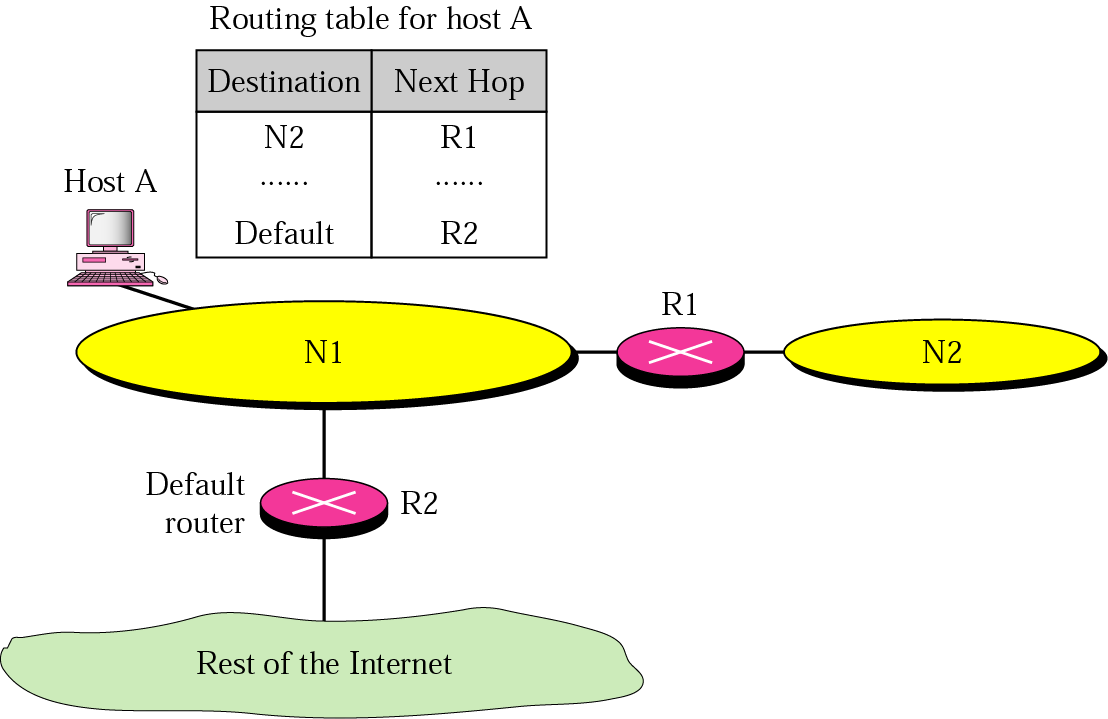 Routing table for host A
Destination Next Hop
N2 R1
...... ......
Default R2
Host A
R1
N1
N2
Default
router
R2
Rest of the Internet